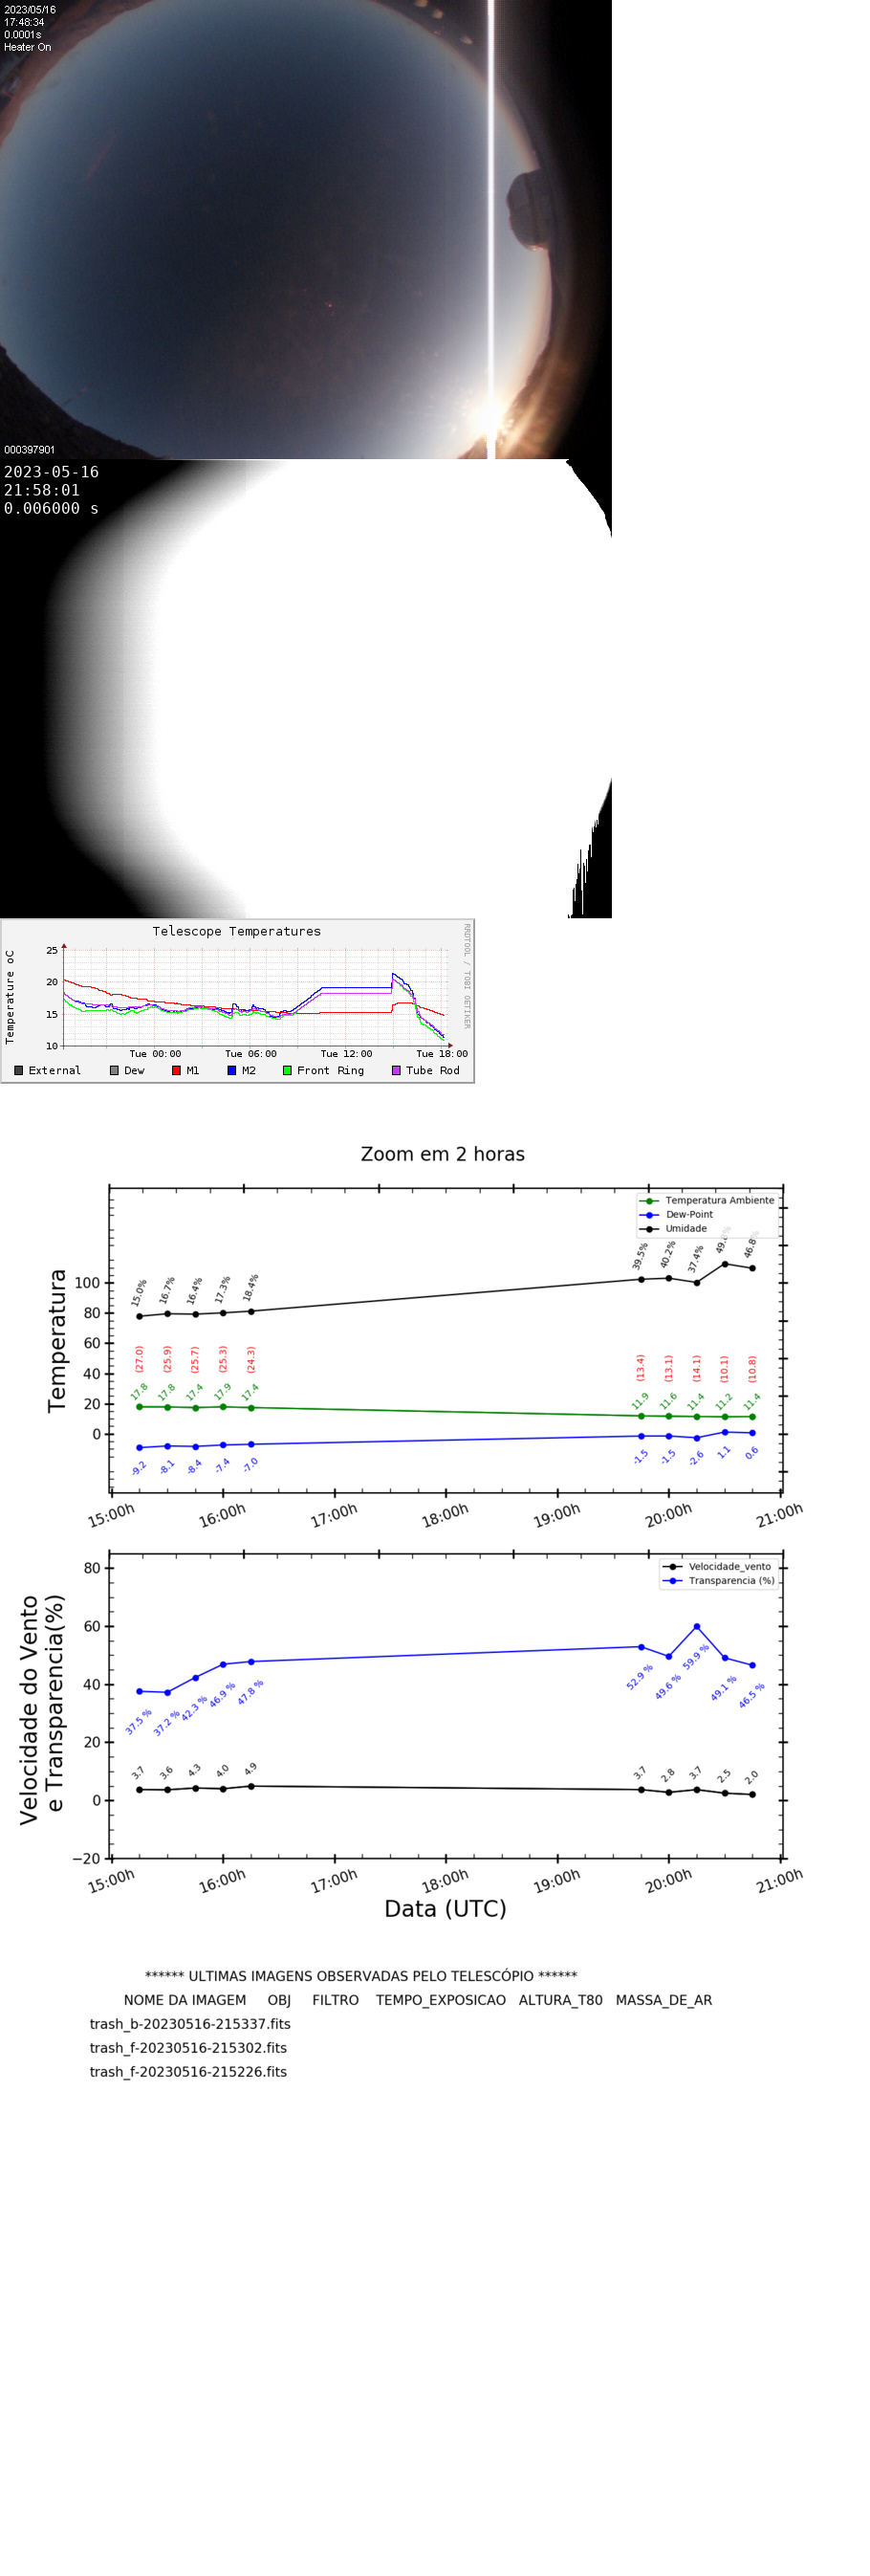 2023/05/16
17:48:34
0.0001s
Heater On
000397901
2023-05-16
21:58:01
0.006000 s
Telescope Temperatures
RRDTOOL / TOBI OETIKER
Temperature oC
25
20
15
10
Tue 00:00 Tue 06:00 Tue 12:00 Tue 18:00
External Dew M1 M2 Front Ring Tube Rod
Zoom em 2 horas
Temperatura Ambiente
Dew-Point
Umidade
Temperatura
100
80
60
40
20
0
15.0% 16.7% 16.4% 17.3% 18.4% 39.5% 40.2% 37.4% 46.8%
(27.0) (25.9) (25.7) (25.3) (24.3) (13.4) (13.1) (14.1) (10.1) (10.8)
17.8 17.8 17.4 17.9 17.4 11.9 11.6 11.4 11.2 11.4
-9.2 -8.1 -8.4 -7.4 -7.0 -1.5 -1.5 -2.6 1.1 0.6
15:00h 16:00h 17:00h 18:00h 19:00h 20:00h 21:00h
Velocidade_vento
Transparencia (%)
Velocidade do Vento
e Transparencia(%)
80
60
40
20
0
−20
37.5 % 37.2 % 42.3 % 46.9 % 47.8 % 52.9 % 49.6 % 59.9 % 49.1 % 46.5 %
3.7 3.6 4.3 4.0 4.9 3.7 2.8 3.7 2.5 2.0
15:00h 16:00h 17:00h 18:00h 19:00h 20:00h 21:00h
Data (UTC)
****** ULTIMAS IMAGENS OBSERVADAS PELO TELESCÓPIO ******
NOME DA IMAGEM OBJ FILTRO TEMPO_EXPOSICAO ALTURA_T80 MASSA_DE_AR
trash_b-20230516-215337.fits
trash_f-20230516-215302.fits
trash_f-20230516-215226.fits